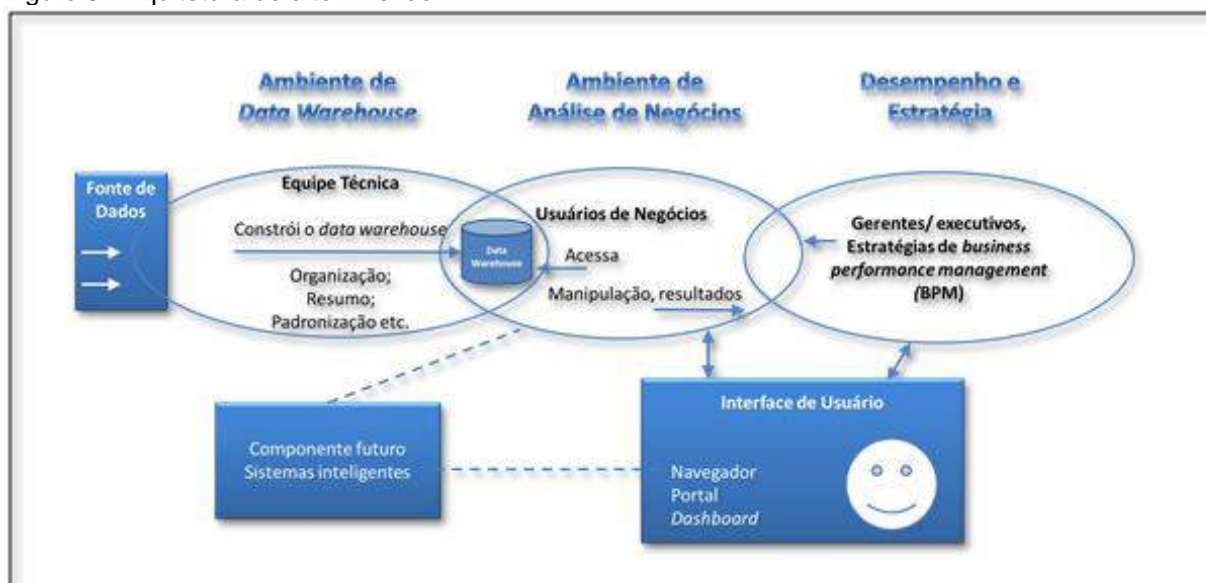 Ambiente de
Data Warehouse
Ambiente de
Análise de Negócios
Desempenho e
Estratégia
Fonte de
Dados
Equipe Técnica
Constrói o data warehouse
Organização;
Resumo;
Padronização etc.
Data
Warehouse
Usuários de Negócios
Acessa
Manipulação, resultados
Gerentes/ executivos,
Estratégias de business
performance management
(BPM)
Componente futuro
Sistemas inteligentes
Interface de Usuário
Navegador
Portal
Dashboard